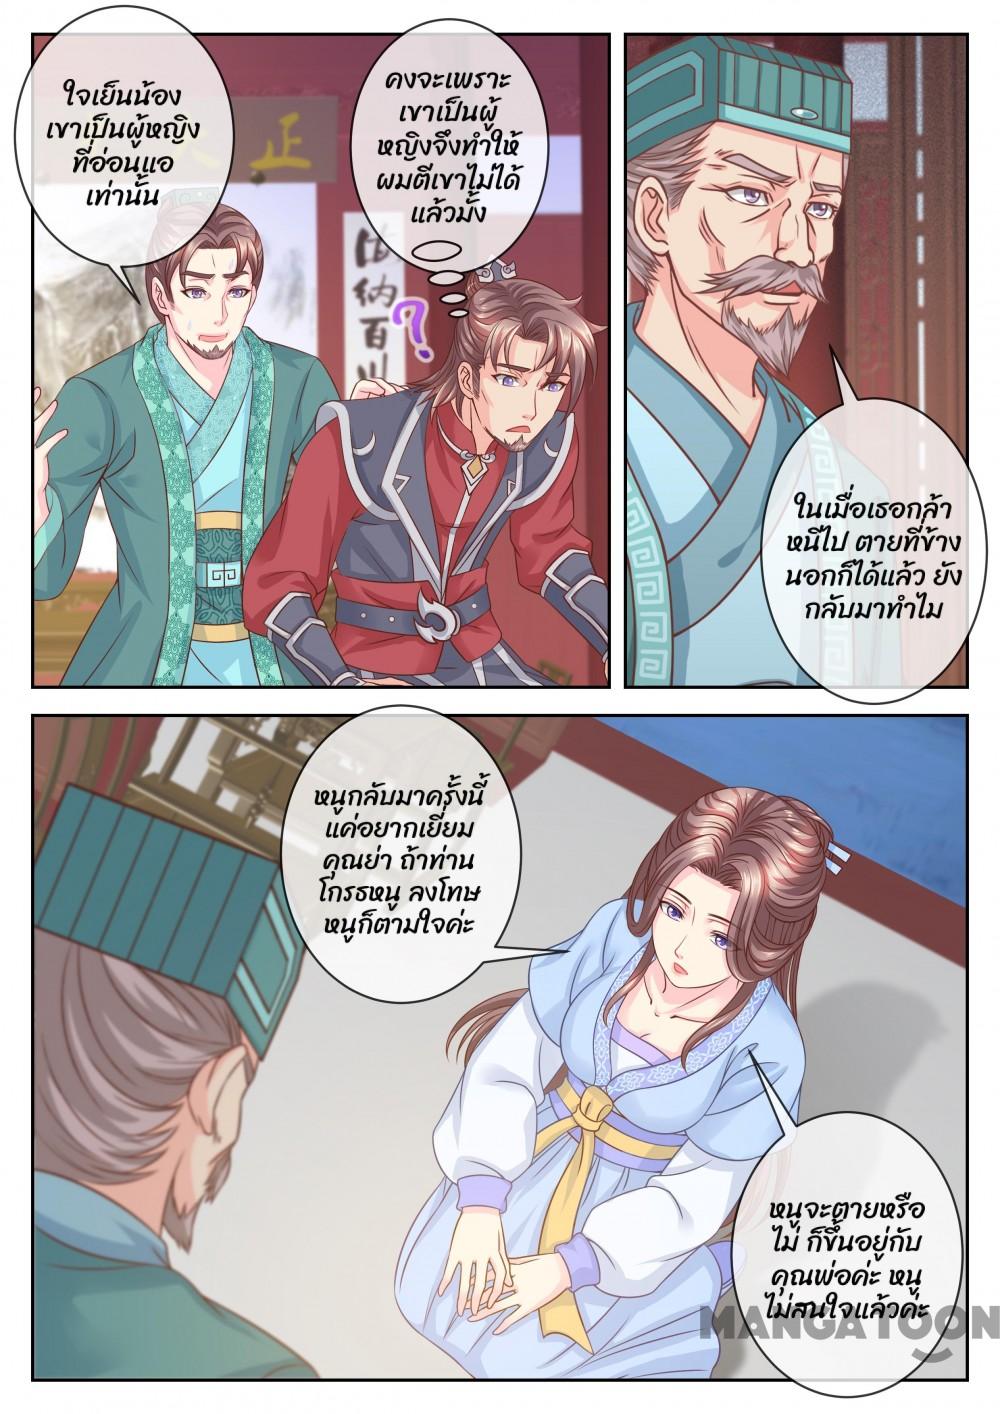 ใจเย็นน้อง
เขาเป็นผู้หญิง
ที่อ่อนแอ
เท่านั้น
คงจะเพราะ
เขาเป็นผู้
หญิงจึงทำให้
ผมตีเขาไม่ได้
แล้วมั้ง
正
纳
百
川
?
ในเมื่อเธอกล้า
หนีไป ตายที่ข้าง
นอกก็ได้แล้ว ยัง
กลับมาทำไม
หนูกลับมาครั้งนี้
แค่อยากเยี่ยม
คุณย่า ถ้าท่าน
โกรธหนู ลงโทษ
หนูก็ตามใจค่ะ
หนูจะตายหรือ
ไม่ ก็ขึ้นอยู่กับ
คุณพ่อค่ะ หนู
ไม่สนใจแล้วค่ะ
MANGATOON